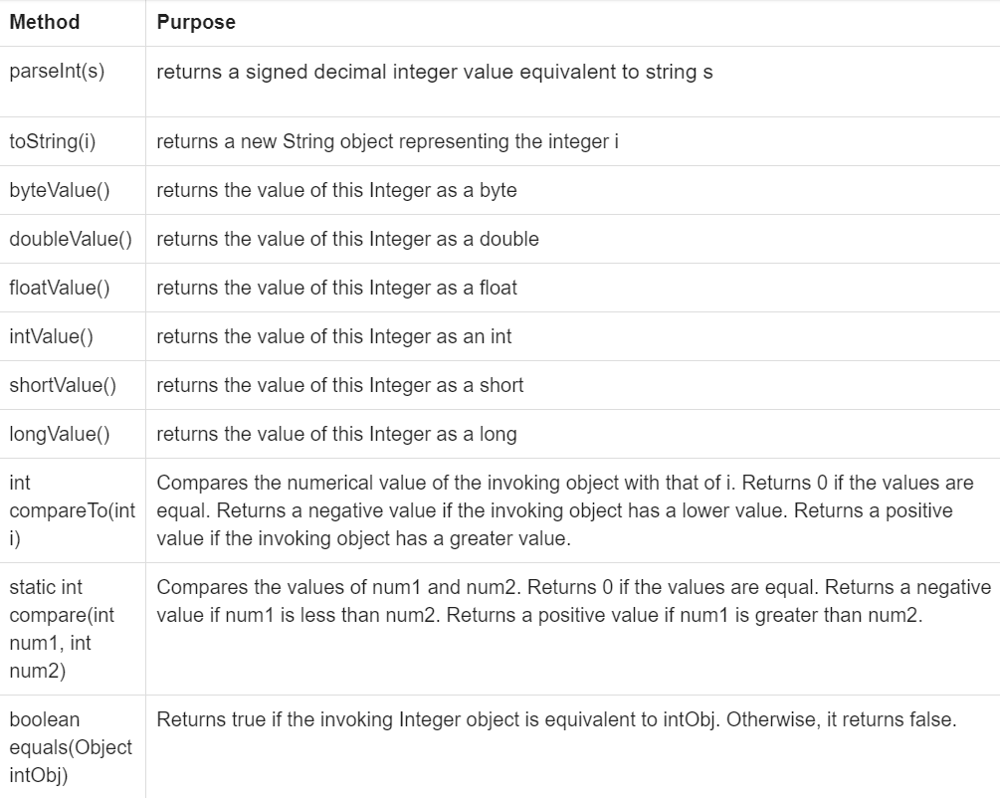 Method Purpose
parseInt(s) returns a signed decimal integer value equivalent to string s
toString(i) returns a new String object representing the integer i
byteValue() returns the value of this Integer as a byte
doubleValue() returns the value of this Integer as a double
floatValue() returns the value of this Integer as a float
intValue() returns the value of this Integer as an int
shortValue() returns the value of this Integer as a short
longValue() returns the value of this Integer as a long
int
compareTo(int
i)
Compares the numerical value of the invoking object with that of i. Returns 0 if the values are
equal. Returns a negative value if the invoking object has a lower value. Returns a positive
value if the invoking object has a greater value.
static int
compare(int
num1, int
num2)
Compares the values of num1 and num2. Returns 0 if the values are equal. Returns a negative
value if num1 is less than num2. Returns a positive value if num1 is greater than num2.
boolean
equals(Object
intObj)
Returns true if the invoking Integer object is equivalent to intObj. Otherwise, it returns false.